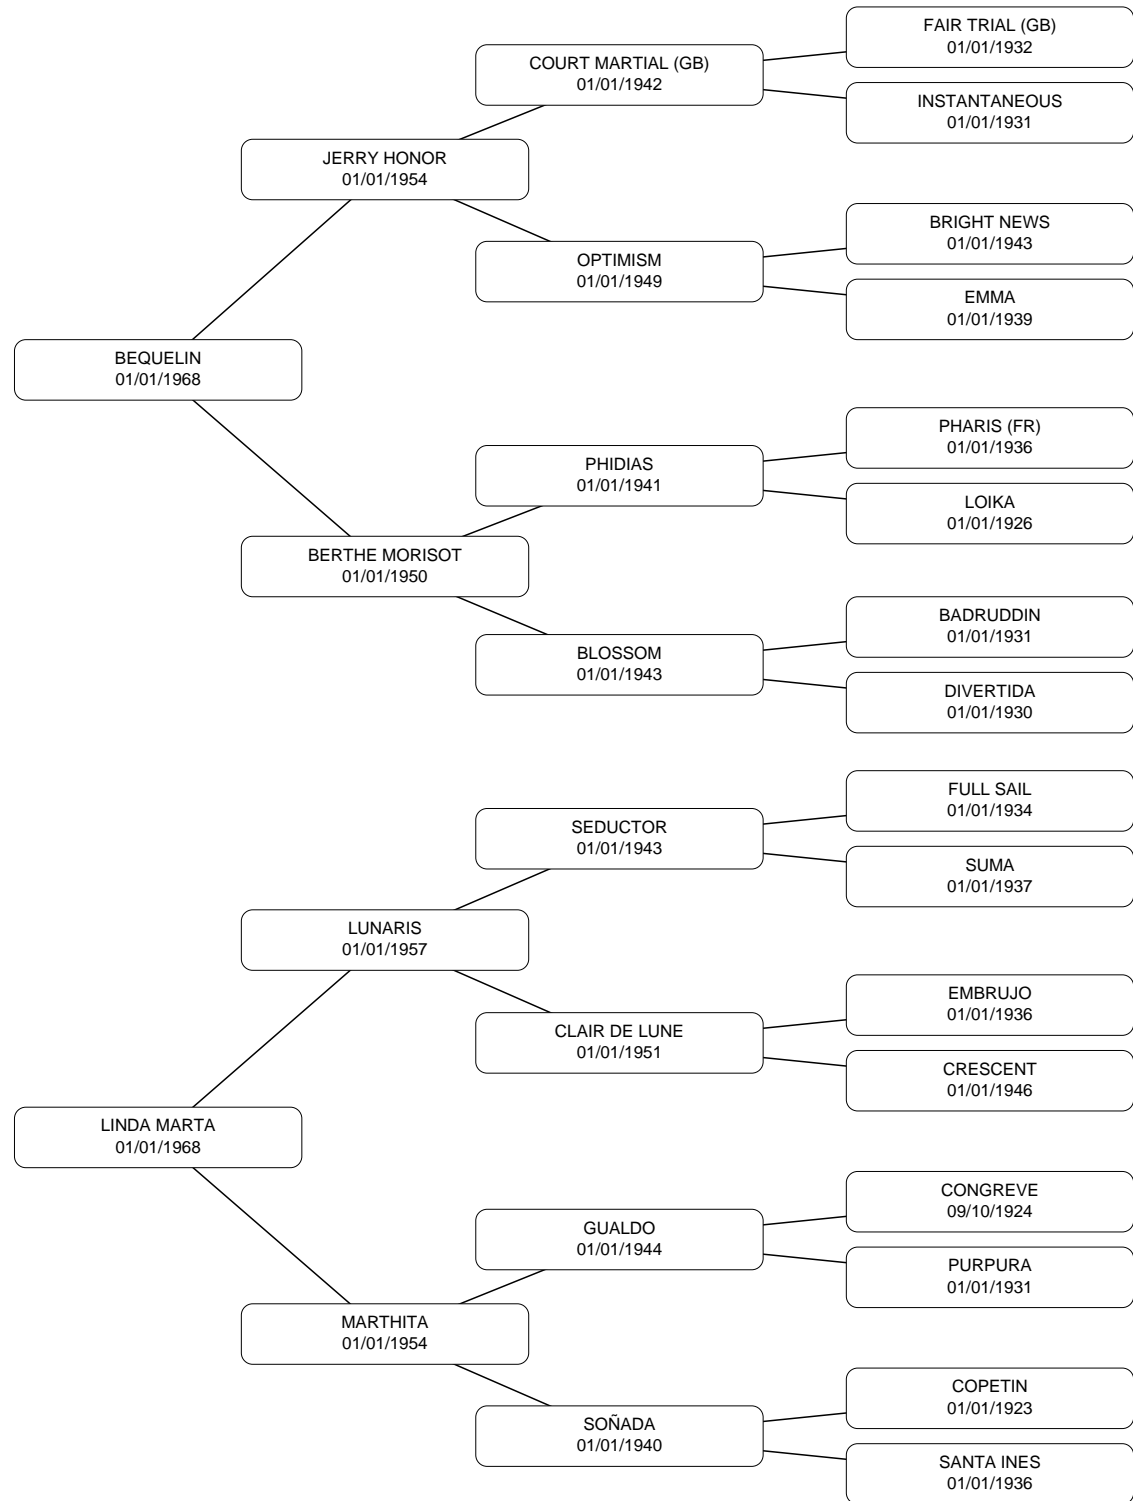 FAIR TRIAL (GB)
01/01/1932
COURT MARTIAL (GB)
01/01/1942
INSTANTANEOUS
01/01/1931
JERRY HONOR
01/01/1954
BRIGHT NEWS
01/01/1943
OPTIMISM
01/01/1949
EMMA
01/01/1939
BEQUELIN
01/01/1968
PHARIS (FR)
01/01/1936
PHIDIAS
01/01/1941
LOIKA
01/01/1926
BERTHE MORISOT
01/01/1950
BADRUDDIN
01/01/1931
BLOSSOM
01/01/1943
DIVERTIDA
01/01/1930
FULL SAIL
01/01/1934
SEDUCTOR
01/01/1943
SUMA
01/01/1937
LUNARIS
01/01/1957
EMBRUJO
01/01/1936
CLAIR DE LUNE
01/01/1951
CRESCENT
01/01/1946
LINDA MARTA
01/01/1968
CONGREVE
09/10/1924
GUALDO
01/01/1944
PURPURA
01/01/1931
MARTHITA
01/01/1954
COPETIN
01/01/1923
SOÑADA
01/01/1940
SANTA INES
01/01/1936